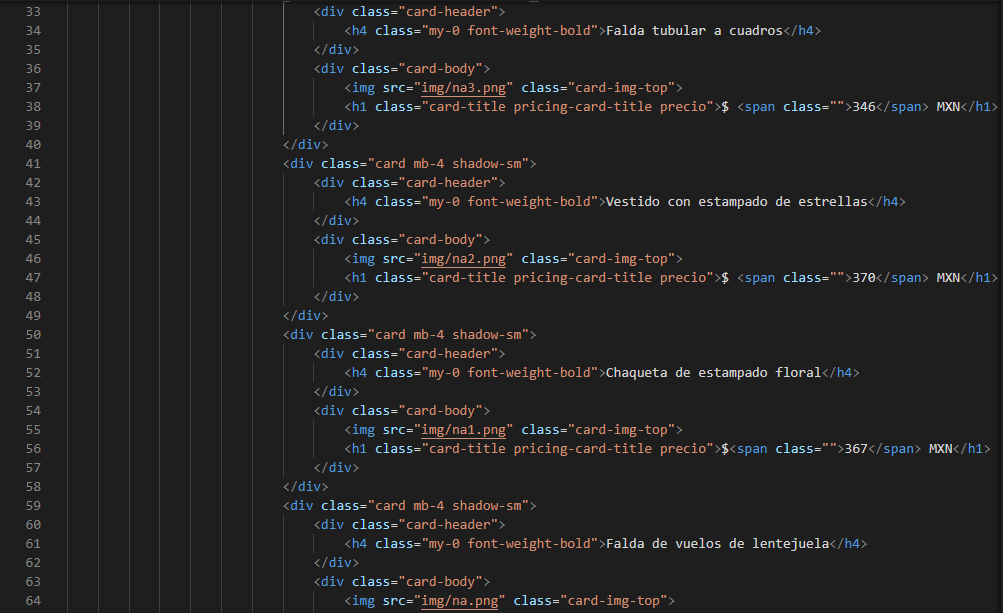 33 <div class="card-header">
34 <h4 class="my-0 font-weight-bold">Falda tubular a cuadros</h4>
35 </div>
36 <div class="card-body">
37 <img src="img/na3.png" class="card-img-top">
38 <h1 class="card-title pricing-card-title precio">$ <span class="">346</span> MXN</h1>
39 </div>
40 </div>
41 <div class="card mb-4 shadow-sm">
42 <div class="card-header">
43 <h4 class="my-0 font-weight-bold">Vestido con estampado de estrellas</h4>
44 </div>
45 <div class="card-body">
46 <img src="img/na2.png" class="card-img-top">
47 <h1 class="card-title pricing-card-title precio">$ <span class="">370</span> MXN</h1>
48 </div>
49 </div>
50 <div class="card mb-4 shadow-sm">
51 <div class="card-header">
52 <h4 class="my-0 font-weight-bold">Chaqueta de estampado floral</h4>
53 </div>
54 <div class="card-body">
55 <img src="img/na1.png" class="card-img-top">
56 <h1 class="card-title pricing-card-title precio">$<span class="">367</span> MXN</h1>
57 </div>
58 </div>
59 <div class="card mb-4 shadow-sm">
60 <div class="card-header">
61 <h4 class="my-0 font-weight-bold">Falda de vuelos de lentejuela</h4>
62 </div>
63 <div class="card-body">
64 <img src="img/na.png" class="card-img-top">